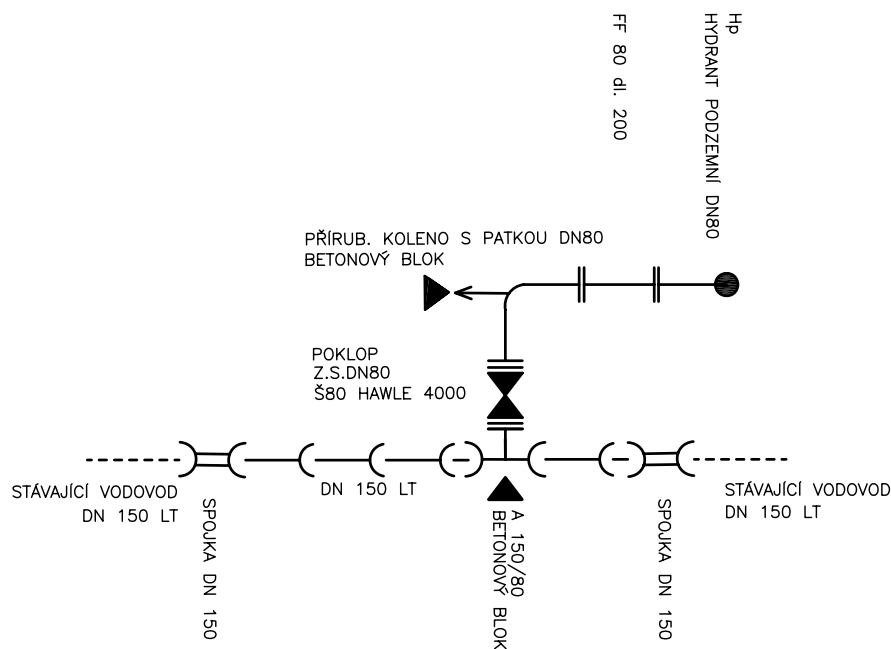 Hp
HYDRANT PODZEMNÍ DN80
FF 80 dl. 200
PŘÍRUB. KOLENO S PATKOU DN80
BETONOVÝ BLOK
POKLOP
Z.S.DN80
Š80 HAWLE 4000
STÁVAJÍCÍ VODOVOD
DN 150 LT
SPOJKA DN 150
DN 150 LT
A 150/80
BETONOVÝ BLOK
SPOJKA DN 150
STÁVAJÍCÍ VODOVOD
DN 150 LT